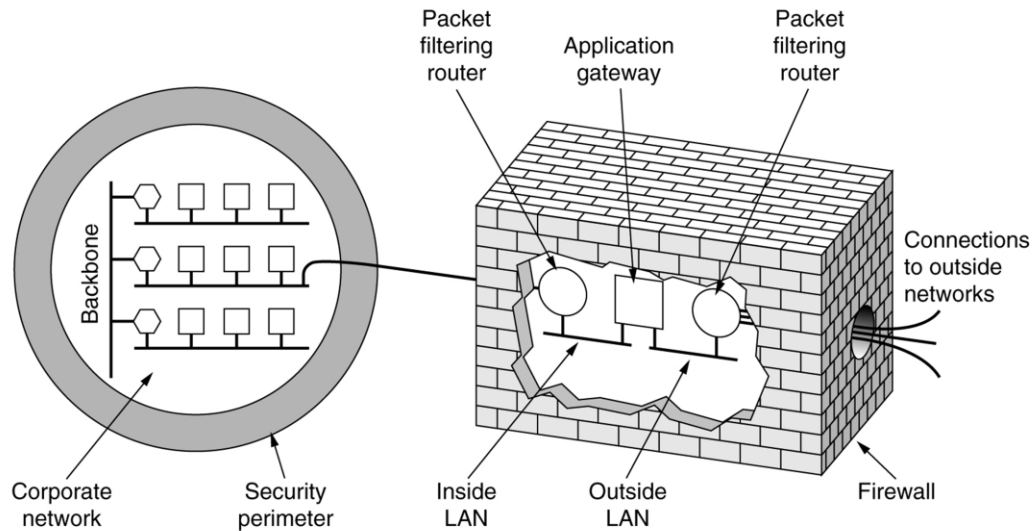 Packet
filtering
router
Application
gateway
Packet
filtering
router
Backbone
Connections
to outside
networks
Corporate
network
Security
perimeter
Inside
LAN
Outside
LAN
Firewall